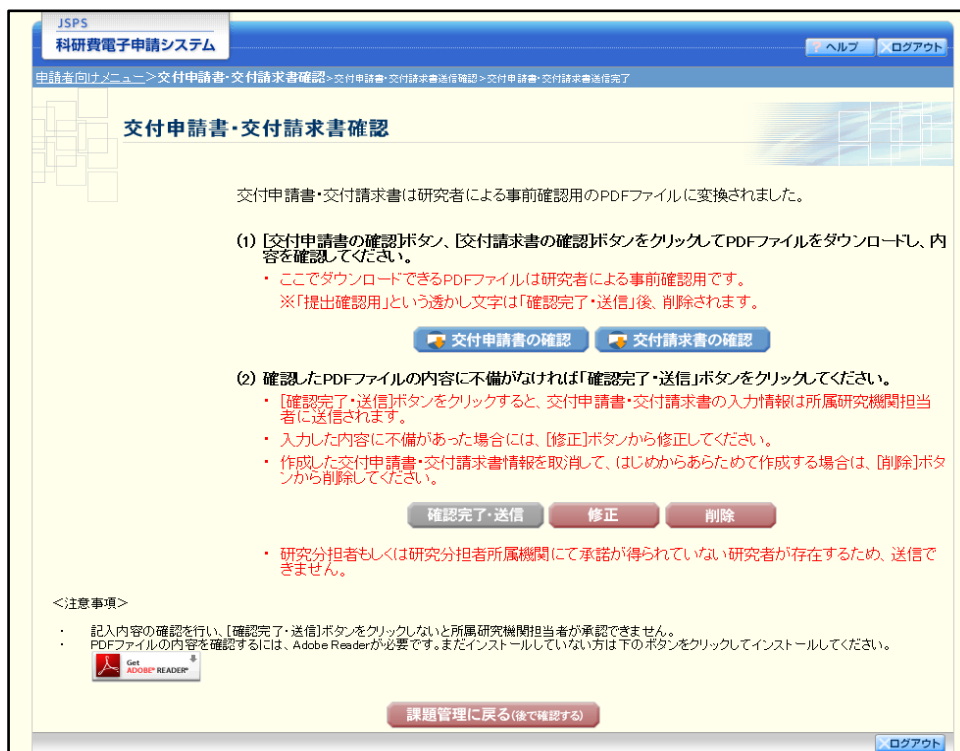 JSPS
科研費電子申請システム
ヘルプ
ログアウト
申請者向けメニュー>交付申請書・交付請求書確認>交付申請書・交付請求書送信確認>交付申請書・交付請求書送信完了
交付申請書・交付請求書確認
交付申請書・交付請求書は研究者による事前確認用のPDFファイルに変換されました。
(1) [交付申請書の確認]ボタン、[交付請求書の確認]ボタンをクリックしてPDFファイルをダウンロードし、内
容を確認してください。
・ ここでダウンロードできるPDFファイルは研究者による事前確認用です。
※「提出確認用」という透かし文字は「確認完了・送信」後、削除されます。
交付申請書の確認
交付請求書の確認
(2) 確認したPDFファイルの内容に不備がなければ「確認完了・送信」ボタンをクリックしてください。
・ [確認完了・送信]ボタンをクリックすると、交付申請書・交付請求書の入力情報は所属研究機関担当
者に送信されます。
・ 入力した内容に不備があった場合には、[修正]ボタンから修正してください。
・ 作成した交付申請書・交付請求書情報を取消して、はじめからあらためて作成する場合は、[削除]ボタ
ンから削除してください。
確認完了・送信
修正
削除
・ 研究分担者もしくは研究分担者所属機関にて承諾が得られていない研究者が存在するため、送信で
きません。
<注意事項>
・ 記入内容の確認を行い、[確認完了・送信]ボタンをクリックしないと所属研究機関担当者が承認できません。
・ PDFファイルの内容を確認するには、Adobe Readerが必要です。まだインストールしていない方は下のボタンをクリックしてインストールしてください。
Get
ADOBE® READER®
課題管理に戻る(後で確認する)
ログアウト